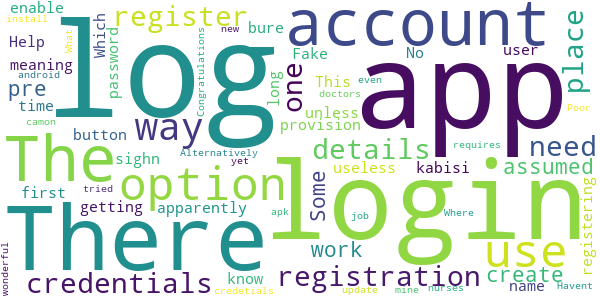 enable
install
register
Which
bure
account
Help
What
password
Congratulations
new
Fake
No
user
place
meaning
android
log
long
one
This
even
app
pre
time
way
unless
doctors
Poor
camon
button
Alternatively
provision
details
requires
need
The
sighn
yet
useless
kabisi
assumed
first
tried
option
Some
login
There
getting
apparently
apk
job
Where
registering
wonderful
work
use
know
registration
create
credentials
credetials
update
mine
nurses
name
Havent